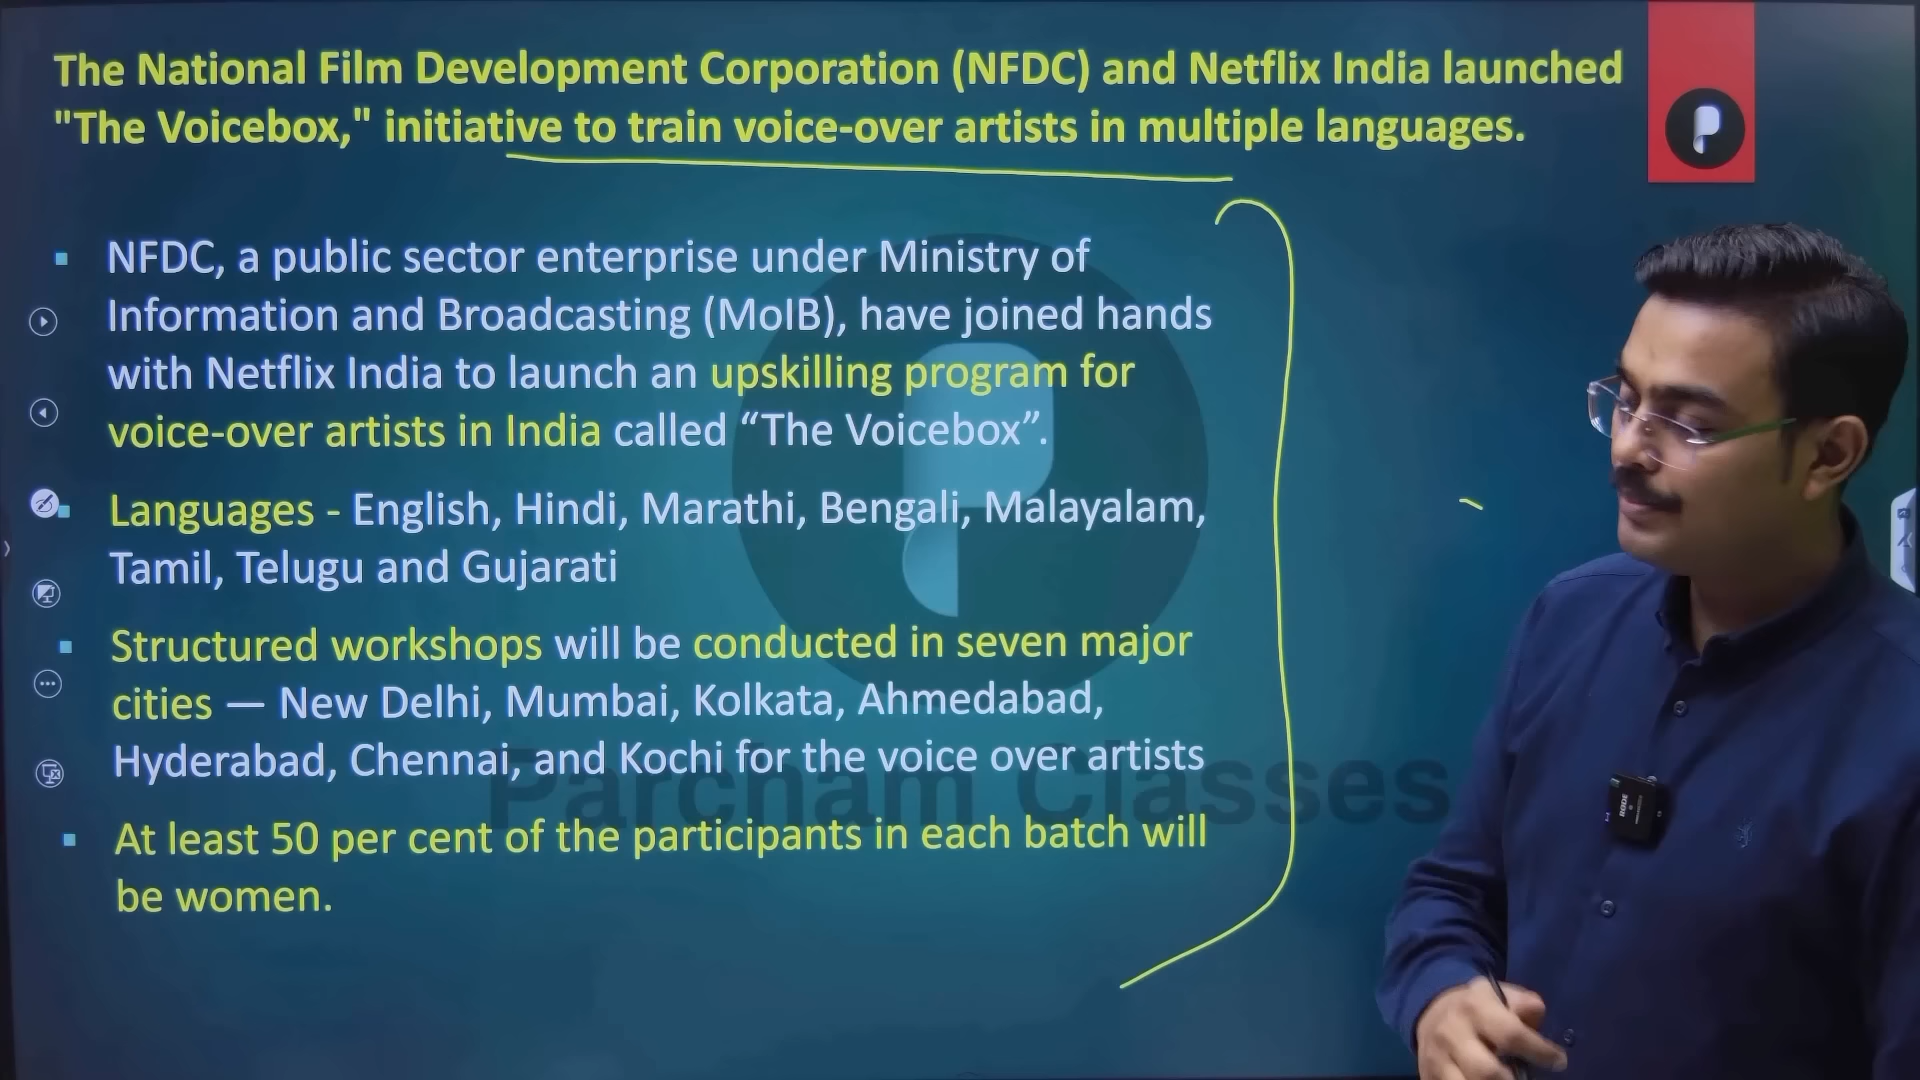 The National Film Development Corporation (NFDC) and Netflix India launched
"The Voicebox," initiative to train voice-over artists in multiple languages.
NFDC, a public sector enterprise under Ministry of
Information and Broadcasting (MoIB), have joined hands
with Netflix India to launch an upskilling program for
voice-over artists in India called “The Voicebox”.
Languages - English, Hindi, Marathi, Bengali, Malayalam,
Tamil, Telugu and Gujarati
Structured workshops will be conducted in seven major
cities — New Delhi, Mumbai, Kolkata, Ahmedabad,
Hyderabad, Chennai, and Kochi for the voice over artists
Parcham Classes
At least 50 per cent of the participants in each batch will
be women.
RODE